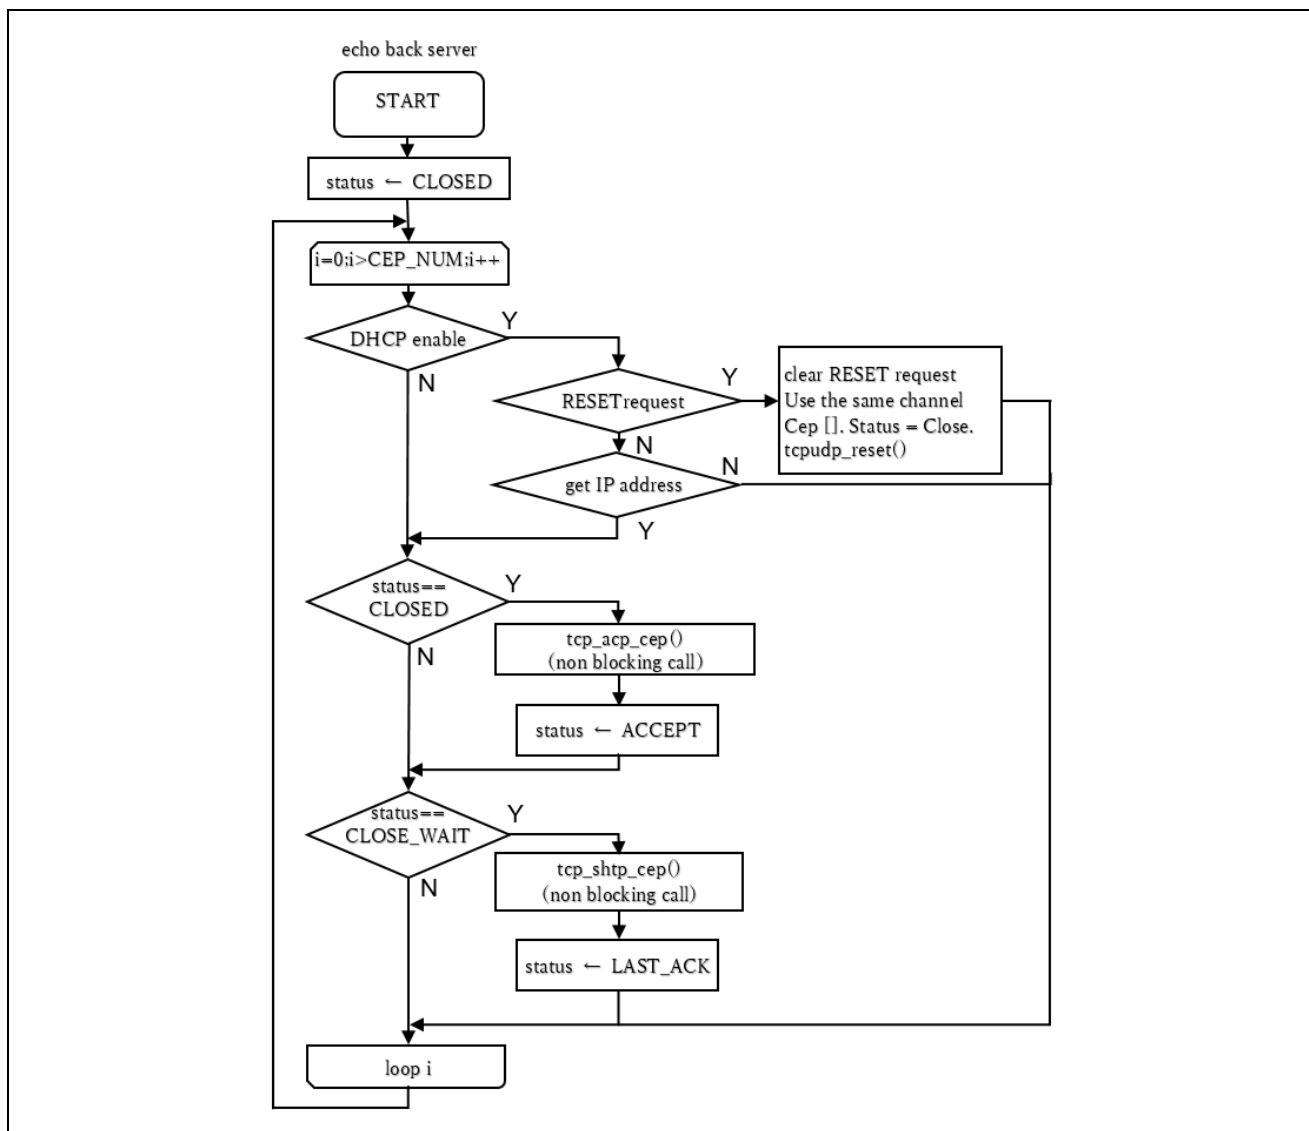 echo back server
START
status ← CLOSED
i=0;i>CEP_NUM;i++
DHCP enable
Y
N
RESETrequest
Y
N
clear RESET request
Use the same channel
Cep []. Status = Close.
tcpudp_reset()
get IP address
N
Y
status==
CLOSED
Y
N
tcp_acp_cep()
(non blocking call)
status ← ACCEPT
status==
CLOSE_WAIT
Y
N
tcp_shtp_cep()
(non blocking call)
status ← LAST_ACK
loop i